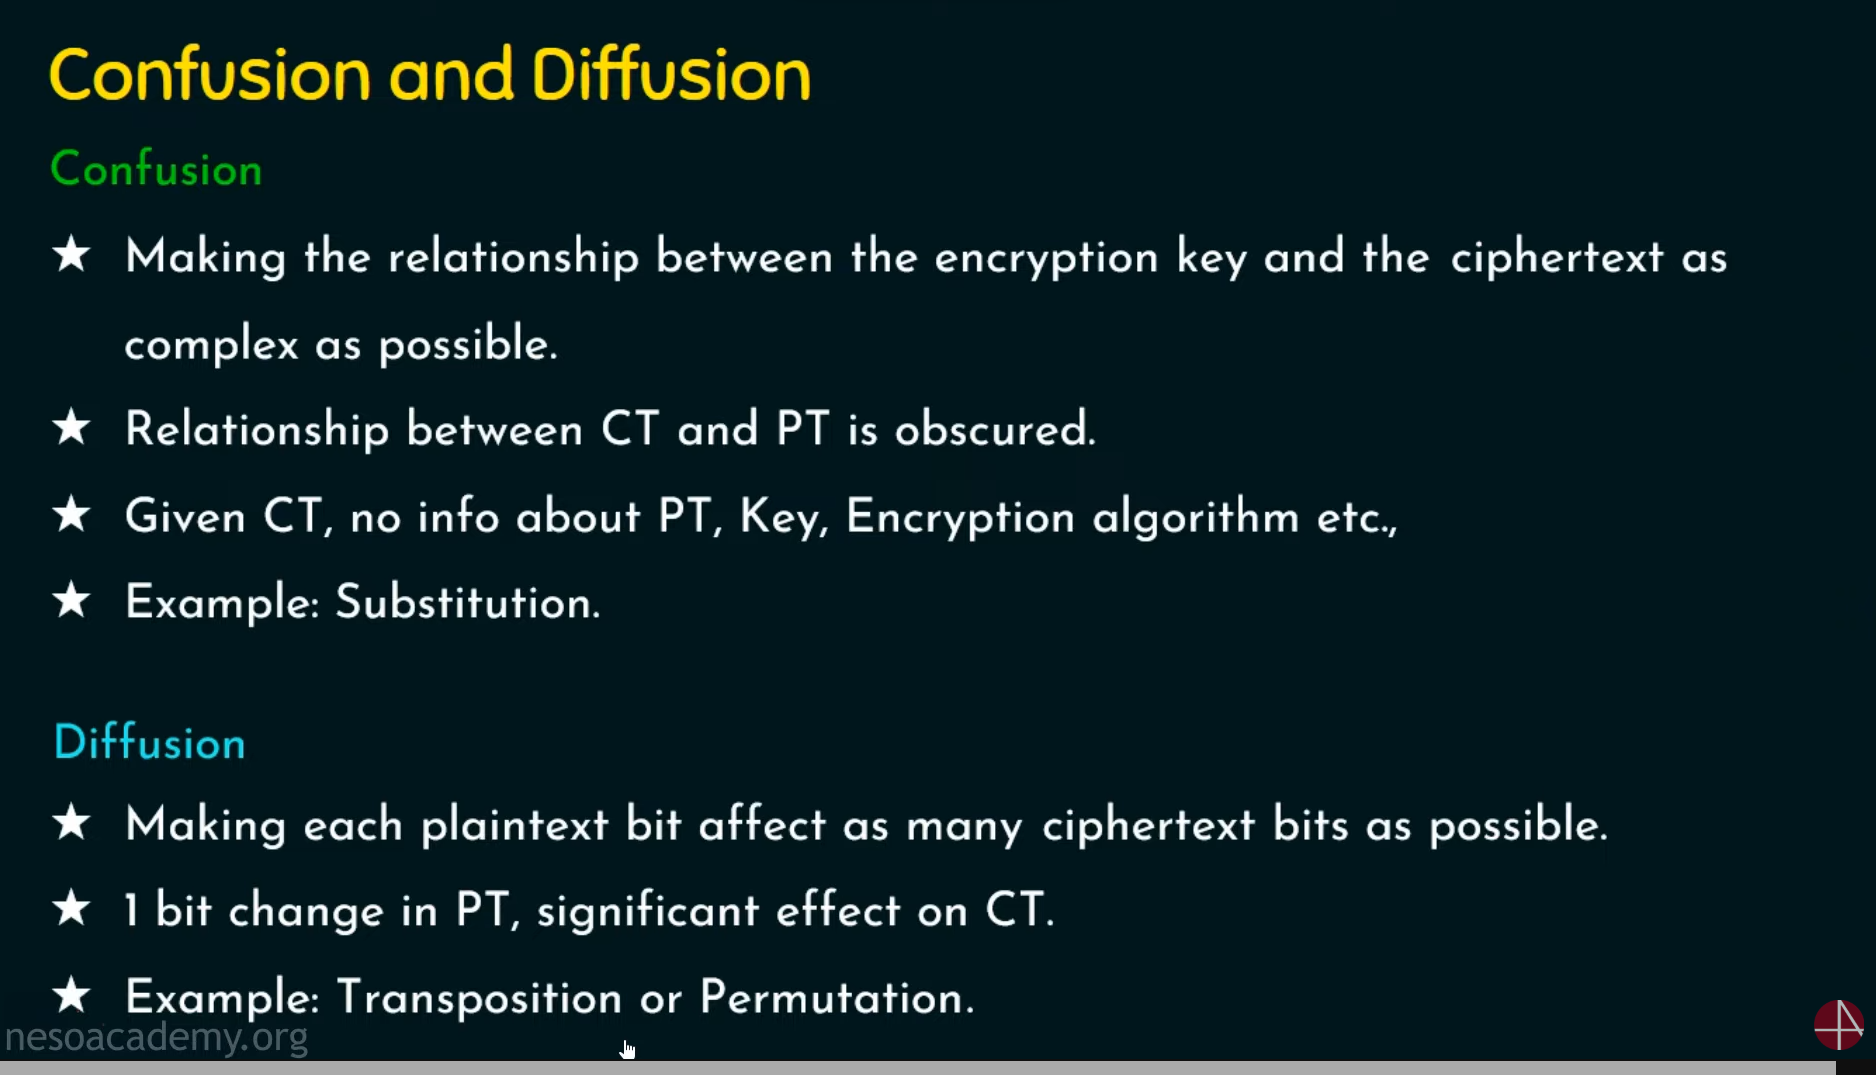 Confusion and Diffusion
Confusion
★ Making the relationship between the encryption key and the ciphertext as
complex as possible.
★ Relationship between CT and PT is obscured.
★ Given CT, no info about PT, Key, Encryption algorithm etc.,
★ Example: Substitution.
Diffusion
★ Making each plaintext bit affect as many ciphertext bits as possible.
★ 1 bit change in PT, significant effect on CT.
★ Example: Transposition or Permutation.
nesoacademy.org